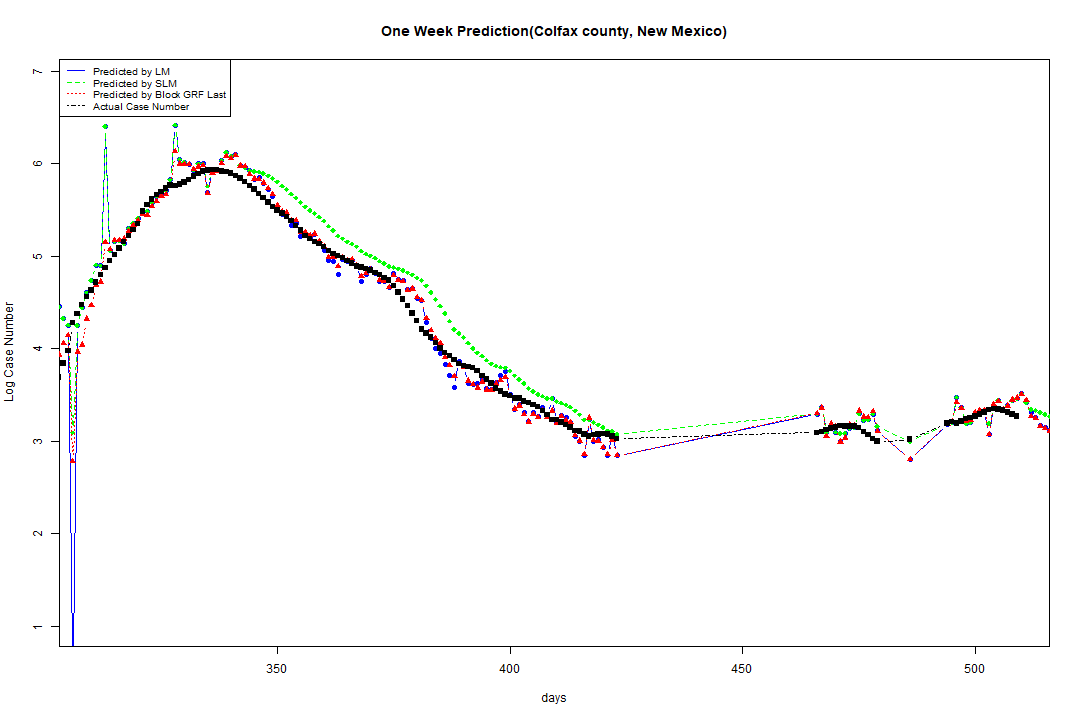 One Week Prediction(Colfax county, New Mexico)
Predicted by LM
Predicted by SLM
Predicted by Block GRF Last
Actual Case Number
Log Case Number
7
6
5
4
3
2
1
350
400
450
500
days